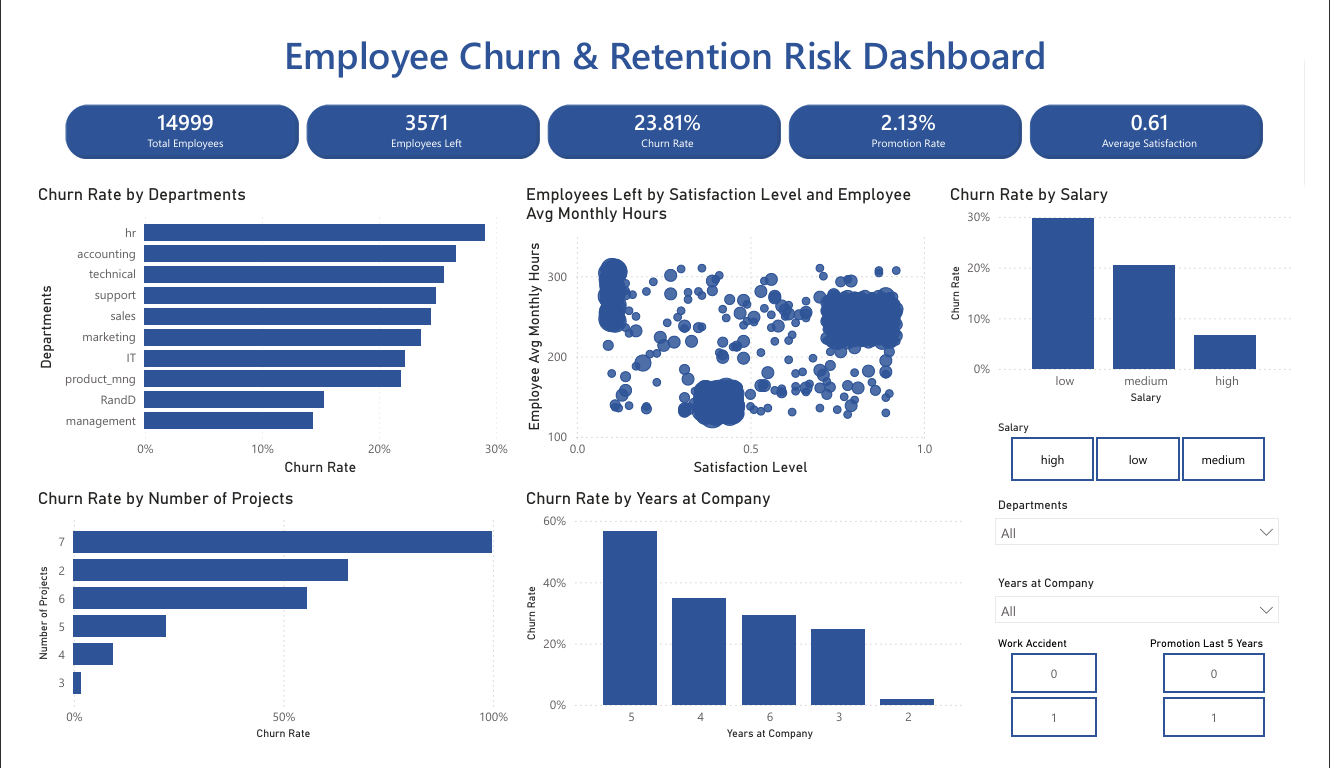 Employee Churn & Retention Risk Dashboard
14999
Total Employees
3571
Employees Left
23.81%
Churn Rate
2.13%
Promotion Rate
0.61
Average Satisfaction
Churn Rate by Departments
Departments
hr
accounting
technical
support
sales
marketing
IT
product_mng
RandD
management
0% 10% 20% 30%
Churn Rate
Employees Left by Satisfaction Level and Employee
Avg Monthly Hours
Employee Avg Monthly Hours
300
200
100
0.0 0.5 1.0
Satisfaction Level
Churn Rate by Salary
Churn Rate
30%
20%
10%
0%
low medium high
Salary
Salary
high low medium
Departments
All
Years at Company
All
Work Accident
0
1
Promotion Last 5 Years
0
1
Churn Rate by Number of Projects
Number of Projects
7
2
6
5
4
3
0% 50% 100%
Churn Rate
Churn Rate by Years at Company
Churn Rate
60%
40%
20%
0%
5 4 6 3 2
Years at Company